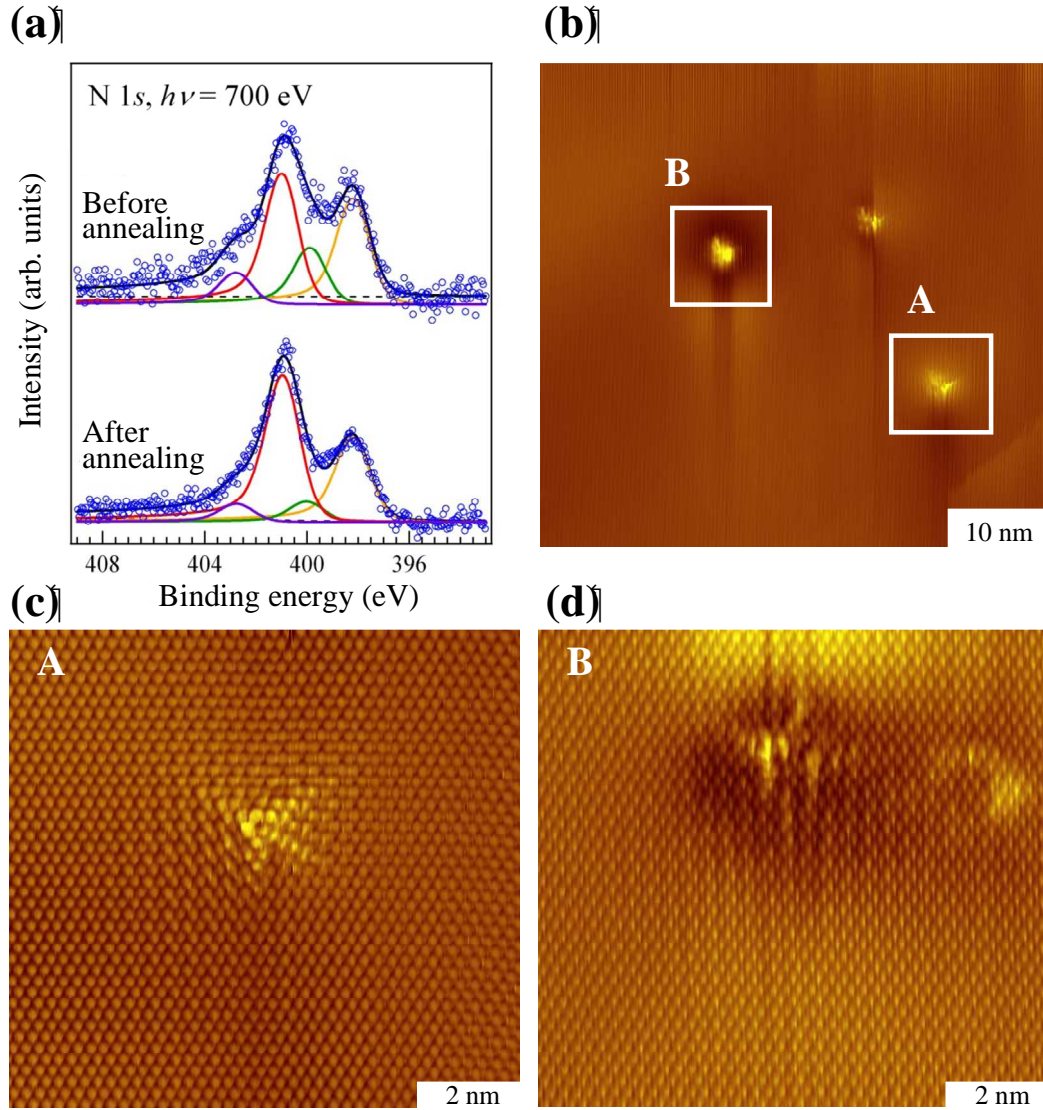 (a)
N 1s, hν = 700 eV
Before
annealing
After
annealing
Intensity (arb. units)
408 404 400 396
Binding energy (eV)
(b)
B
A
10 nm
(c)
A
2 nm
(d)
B
2 nm